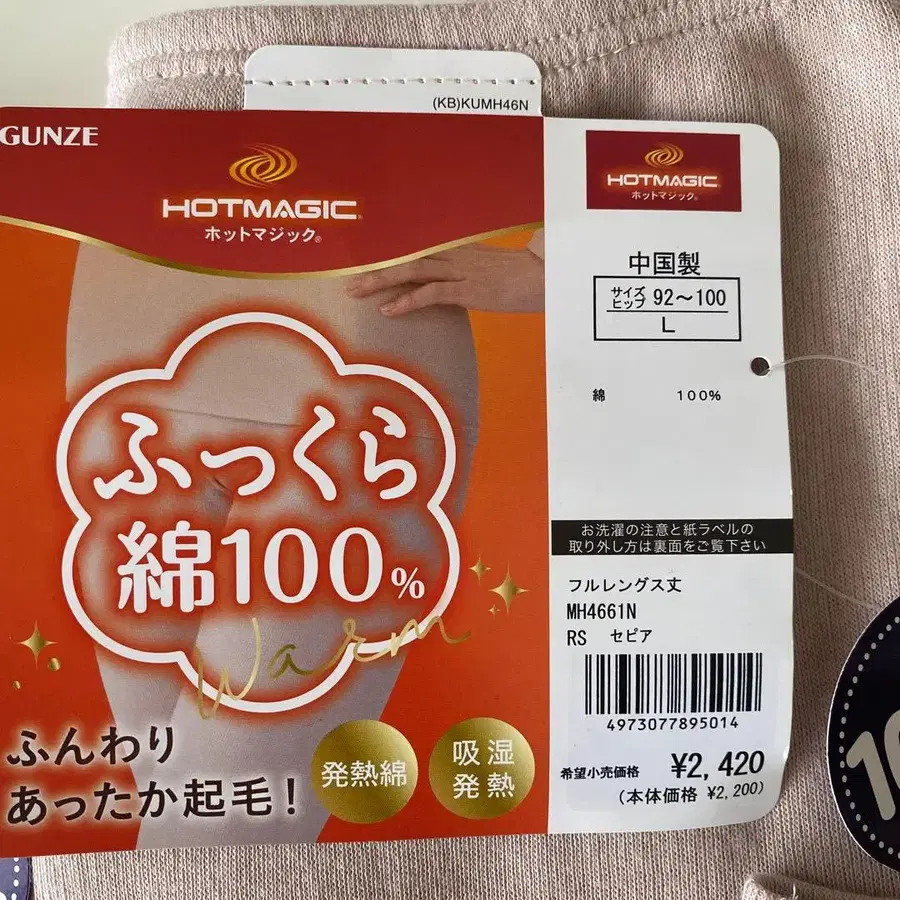 (KB)KUMH46N
GUNZE
HOTMAGIC
ホットマジック®
ふっくら
綿100%
Warm
ふんわり
あったか起毛!
発熱綿
吸湿
発熱
HOTMAGIC
ホットマジック®
中国製
サイズ
ヒップ 92～100
L
綿 100%
お洗濯の注意と紙ラベルの
取り外し方は裏面をご覧下さい
フルレングス丈
MH4661N
RS セピア
4973077895014
希望小売価格 ¥2,420
(本体価格 ¥2,200)